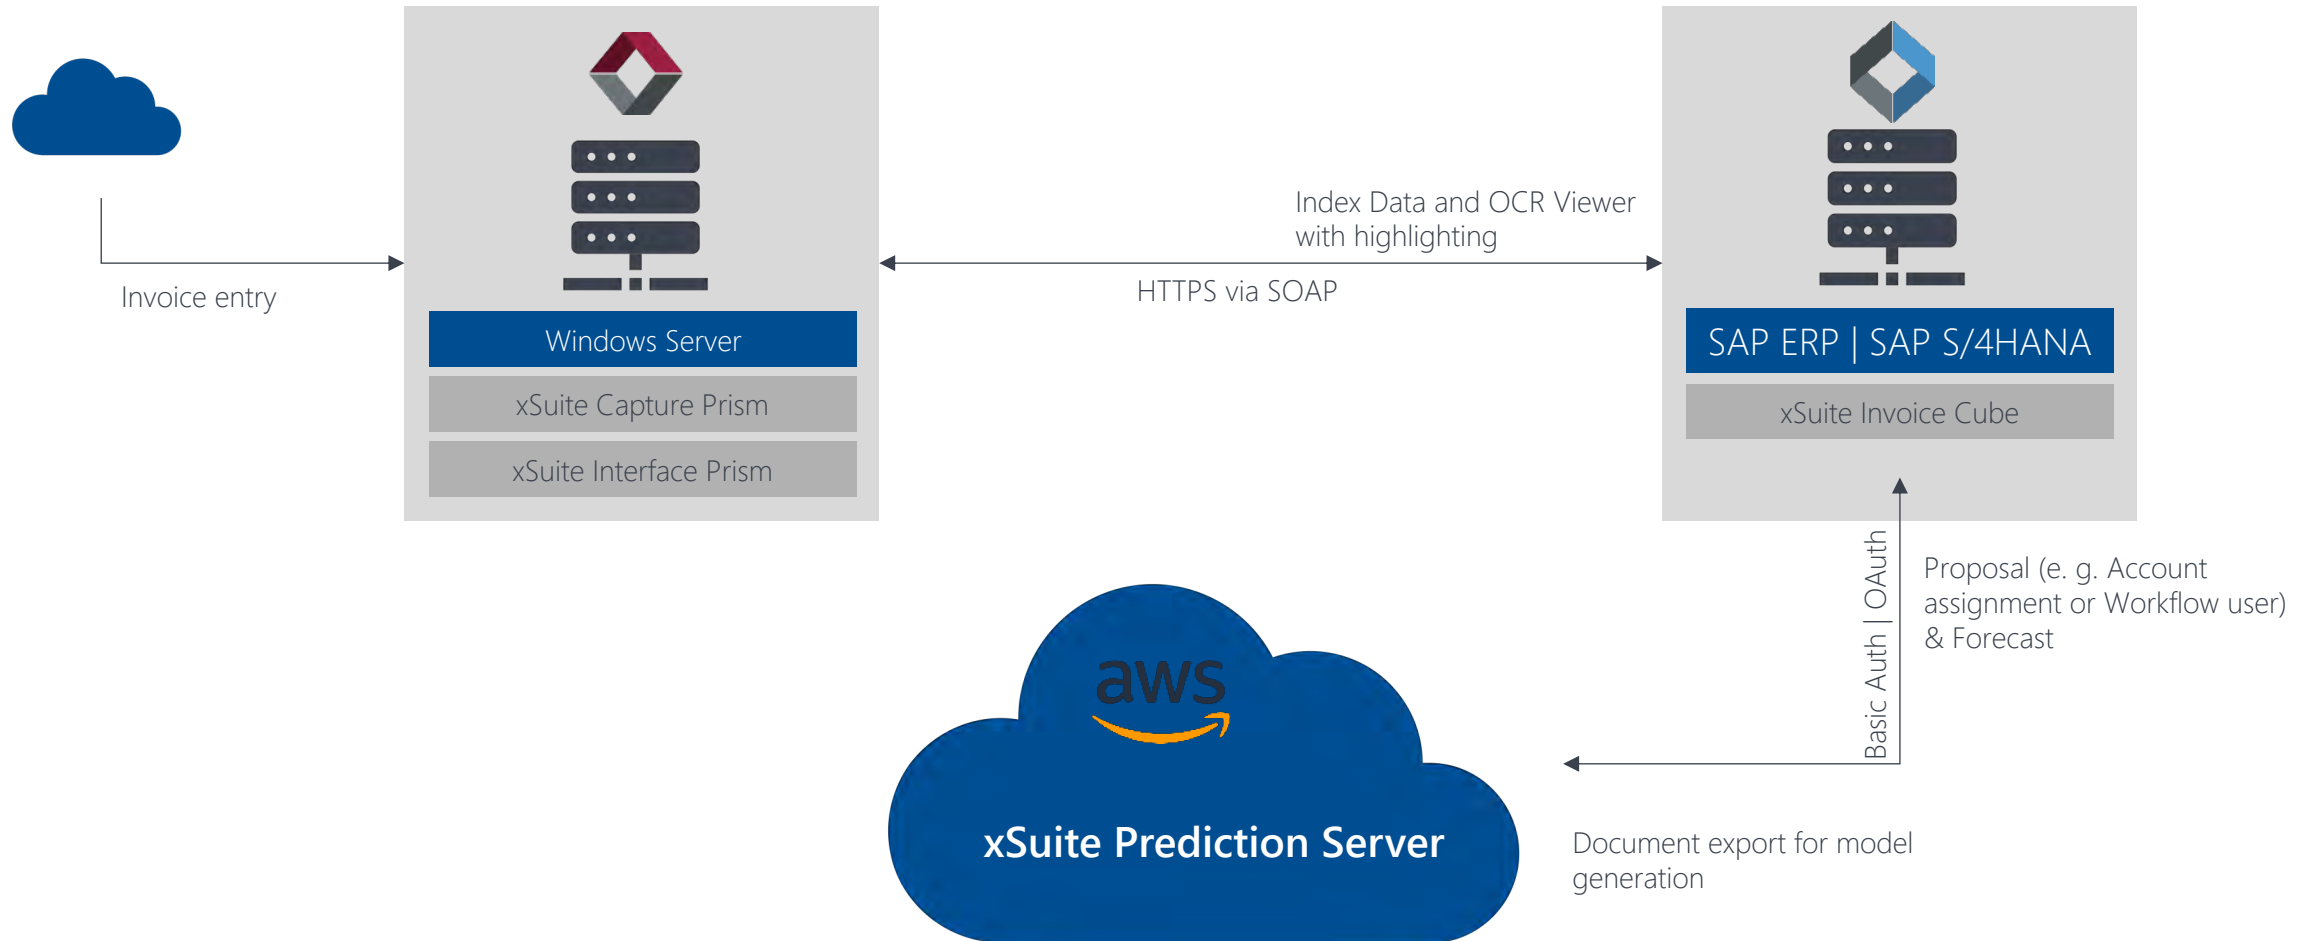 Invoice entry
Windows Server
xSuite Capture Prism
xSuite Interface Prism
Index Data and OCR Viewer
with highlighting
HTTPS via SOAP
SAP ERP | SAP S/4HANA
xSuite Invoice Cube
Basic Auth | OAuth
Proposal (e. g. Account
assignment or Workflow user)
& Forecast
aws
xSuite Prediction Server
Document export for model
generation